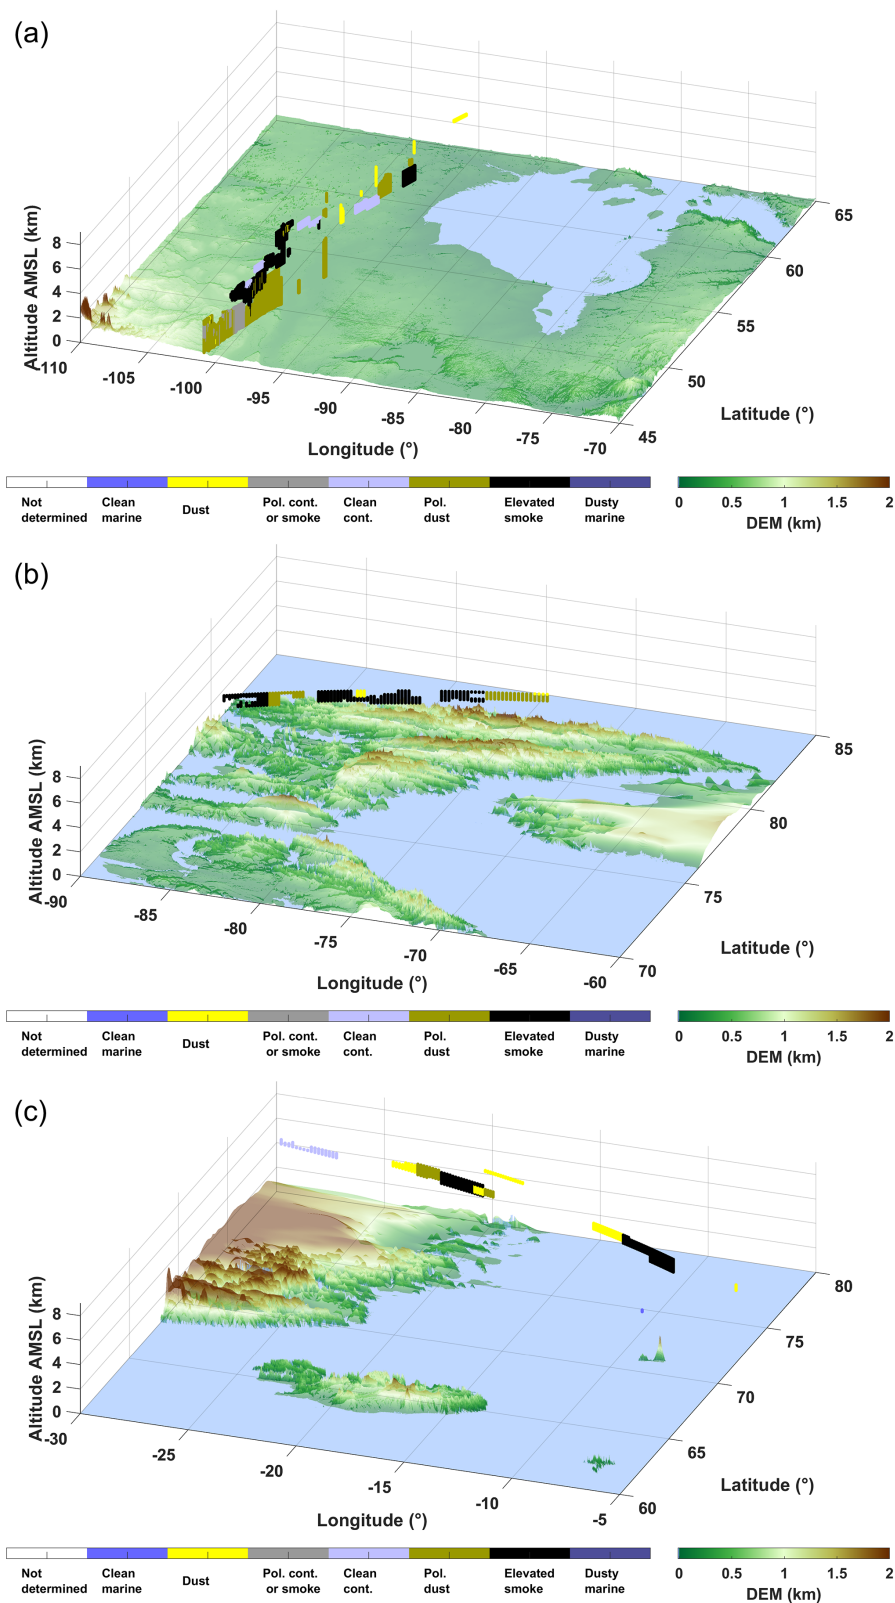 (a)
Altitude AMSL (km)
8
6
4
2
0
-110
-105
-100
-95
-90
-85
-80
-75
-70
45
50
55
60
65
Longitude (°)
Latitude (°)
Not determined
Clean marine
Dust
Pol. cont. or smoke
Clean cont.
Pol. dust
Elevated smoke
Dusty marine
0 0.5 1 1.5 2
DEM (km)
(b)
Altitude AMSL (km)
8
6
4
2
0
-90
-85
-80
-75
-70
-65
-60
70
75
80
85
Longitude (°)
Latitude (°)
Not determined
Clean marine
Dust
Pol. cont. or smoke
Clean cont.
Pol. dust
Elevated smoke
Dusty marine
0 0.5 1 1.5 2
DEM (km)
(c)
Altitude AMSL (km)
8
6
4
2
0
-30
-25
-20
-15
-10
-5
60
65
70
75
80
Longitude (°)
Latitude (°)
Not determined
Clean marine
Dust
Pol. cont. or smoke
Clean cont.
Pol. dust
Elevated smoke
Dusty marine
0 0.5 1 1.5 2
DEM (km)